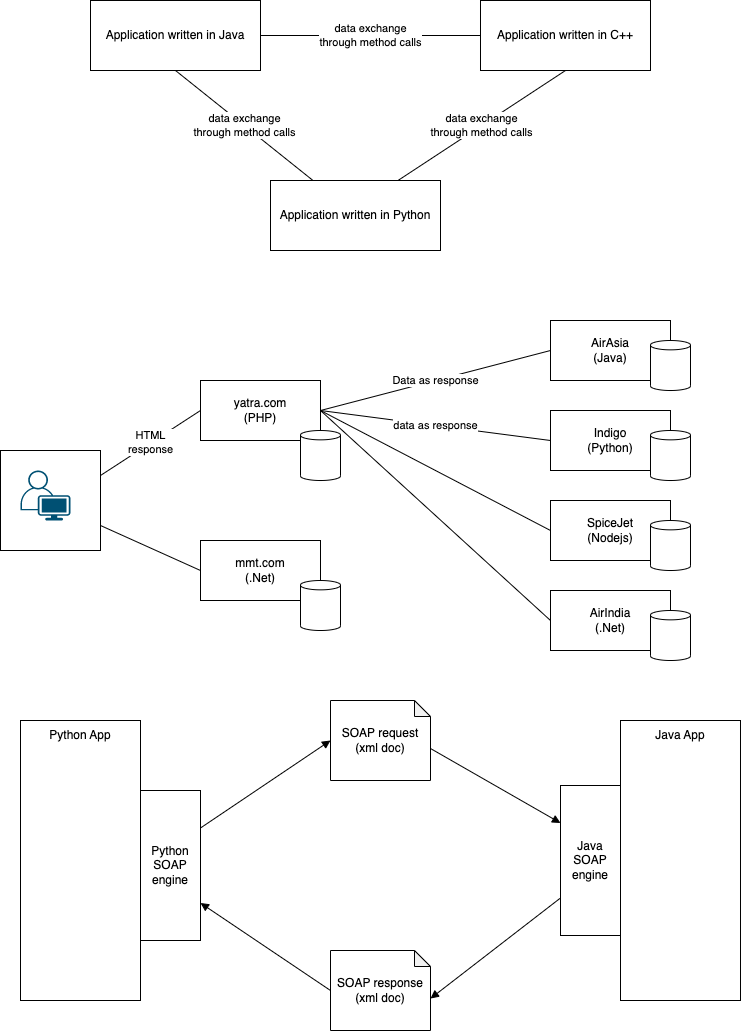 Application written in Java
data exchange
through method calls
Application written in C++
data exchange
through method calls
data exchange
through method calls
Application written in Python
AirAsia
(Java)
Data as response
yatra.com
(PHP)
data as response
Indigo
(Python)
HTML
response
SpiceJet
(Nodejs)
mmt.com
(.Net)
AirIndia
(.Net)
Python App
SOAP request
(xml doc)
Java App
Python
SOAP
engine
Java
SOAP
engine
SOAP response
(xml doc)